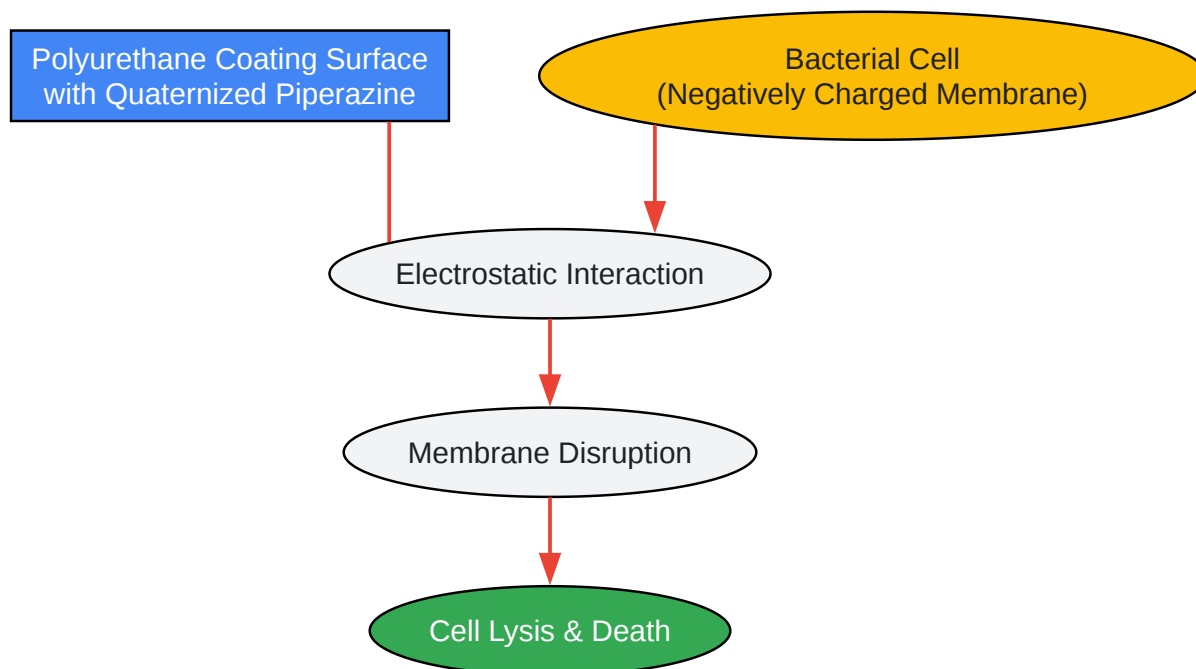 Polyurethane Coating Surface
with Quaternized Piperazine
Bacterial Cell
(Negatively Charged Membrane)
Electrostatic Interaction
Membrane Disruption
Cell Lysis & Death